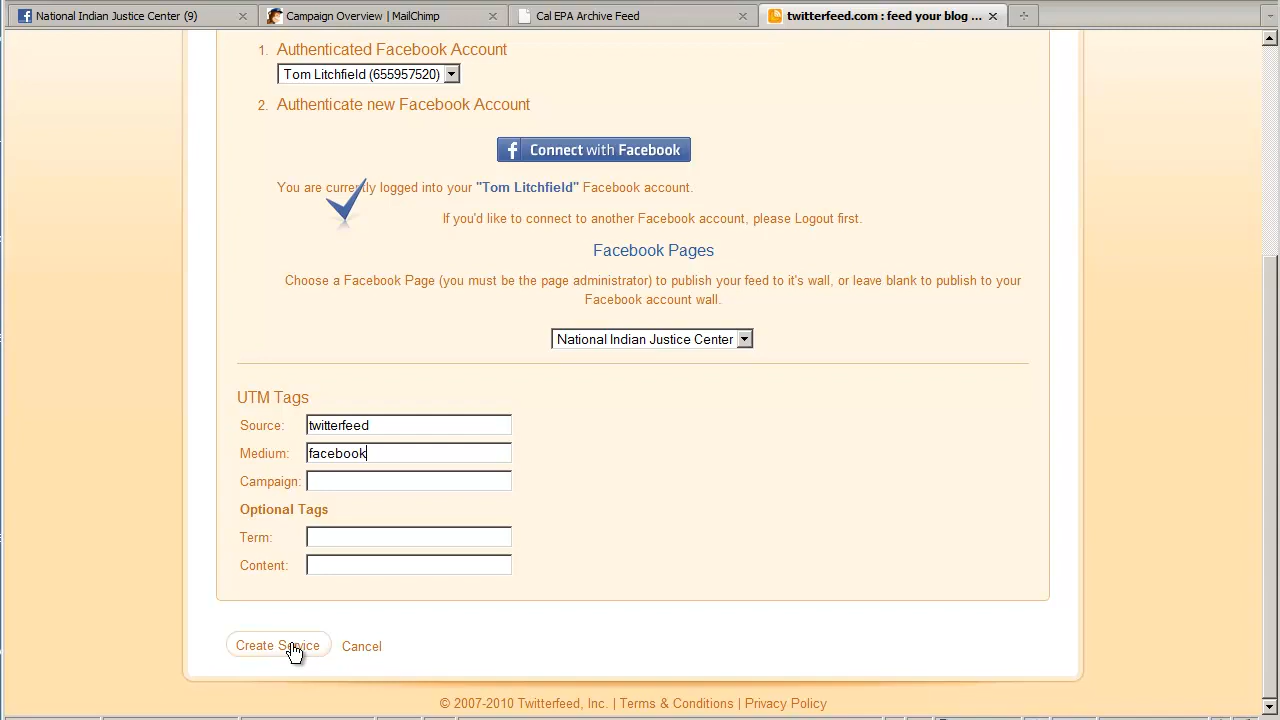 National Indian Justice Center (9)
Campaign Overview | MailChimp
Cal EPA Archive Feed
twitterfeed.com : feed your blog ...
1. Authenticated Facebook Account
Tom Litchfield (655957520)
2. Authenticate new Facebook Account
Connect with Facebook
You are currently logged into your "Tom Litchfield" Facebook account.
If you'd like to connect to another Facebook account, please Logout first.
Facebook Pages
Choose a Facebook Page (you must be the page administrator) to publish your feed to it's wall, or leave blank to publish to your
Facebook account wall.
National Indian Justice Center
UTM Tags
Source: twitterfeed
Medium: facebook
Campaign:
Optional Tags
Term:
Content:
Create Service Cancel
© 2007-2010 Twitterfeed, Inc. | Terms & Conditions | Privacy Policy